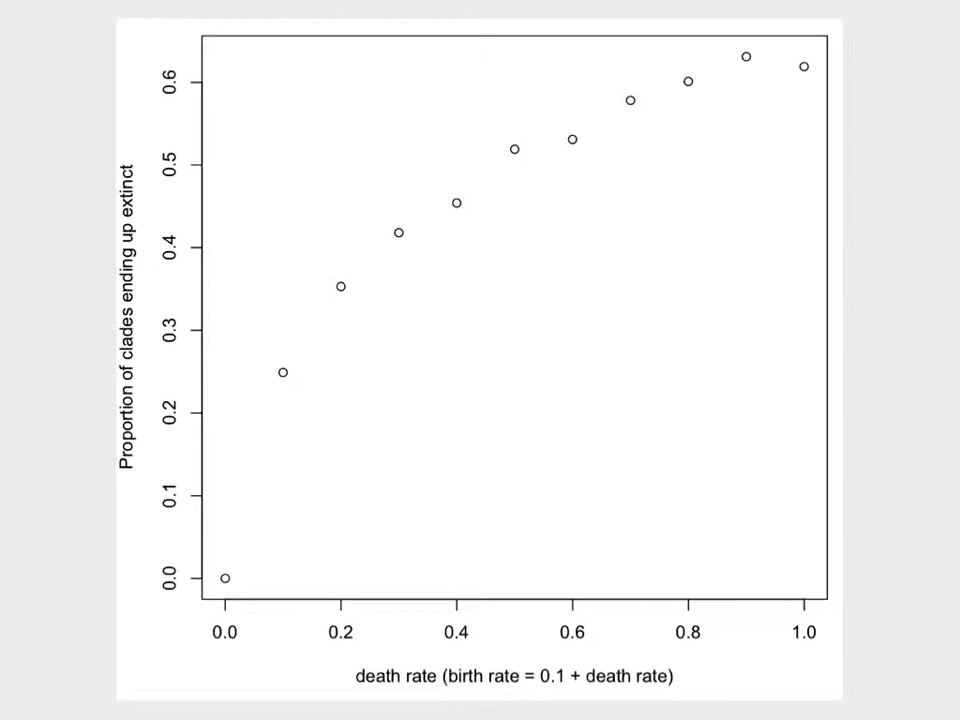 Proportion of clades ending up extinct
0.6
0.5
0.4
0.3
0.2
0.1
0.0
0.0 0.2 0.4 0.6 0.8 1.0
death rate (birth rate = 0.1 + death rate)